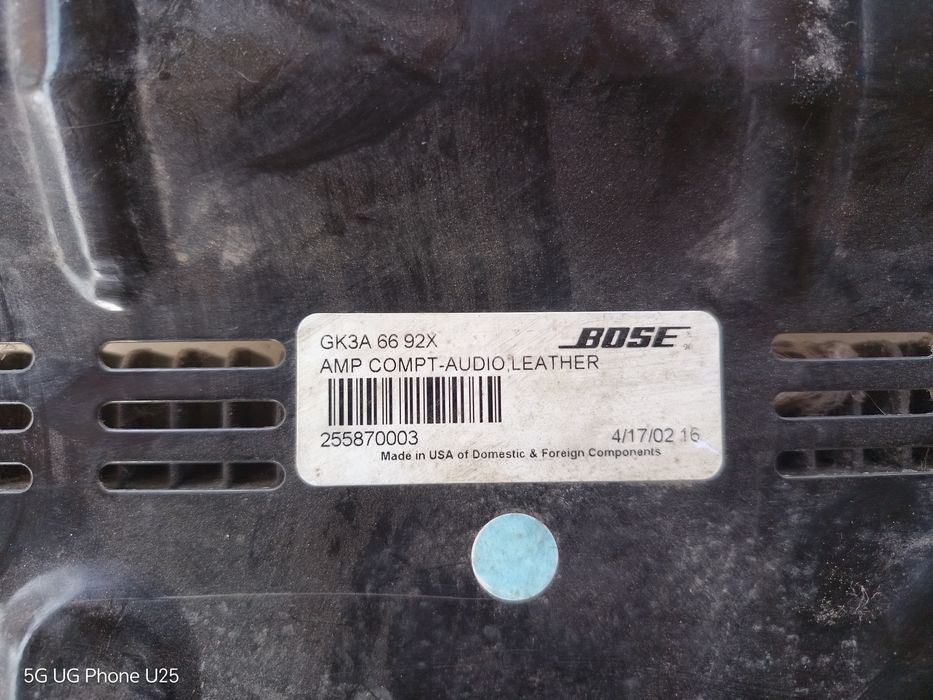 GK3A 66 92X
BOSE
AMP COMPT-AUDIO,LEATHER
255870003
4/17/02 16
Made in USA of Domestic & Foreign Components
5G UG Phone U25